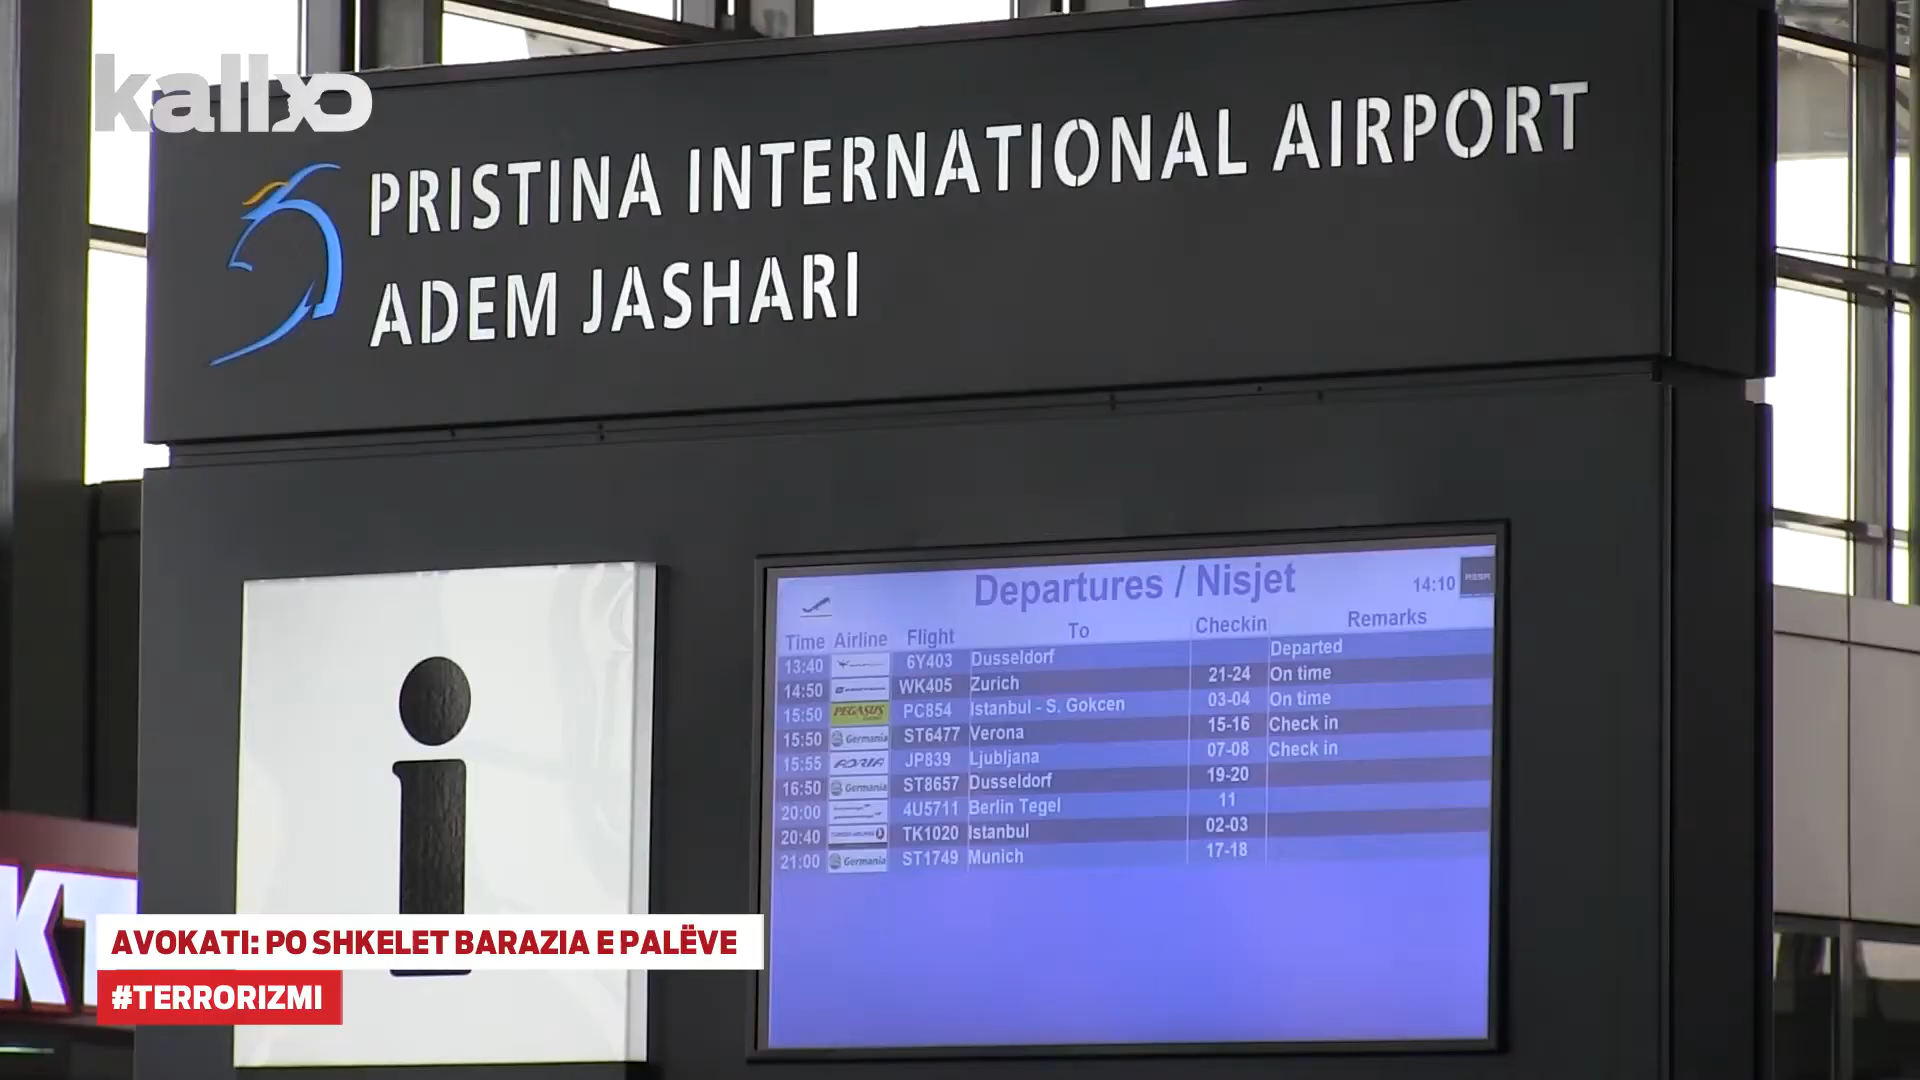 kallxo
PRISTINA INTERNATIONAL AIRPORT
ADEM JASHARI
Departures / Nisjet 14:10
Time Airline Flight To Checkin Remarks
13:40 6Y403 Dusseldorf Departed
14:50 WK405 Zurich 21-24 On time
15:50 PEGASUS PC854 Istanbul - S. Gokcen 03-04 On time
15:50 Germania ST6477 Verona 15-16 Check in
15:55 ADRIA JP839 Ljubljana 07-08 Check in
16:50 Germania ST8657 Dusseldorf 19-20
20:00 4U5711 Berlin Tegel 11
20:40 TK1020 Istanbul 02-03
21:00 Germania ST1749 Munich 17-18
i
KT
AVOKATI: PO SHKELET BARAZIA E PALËVE
#TERRORIZMI